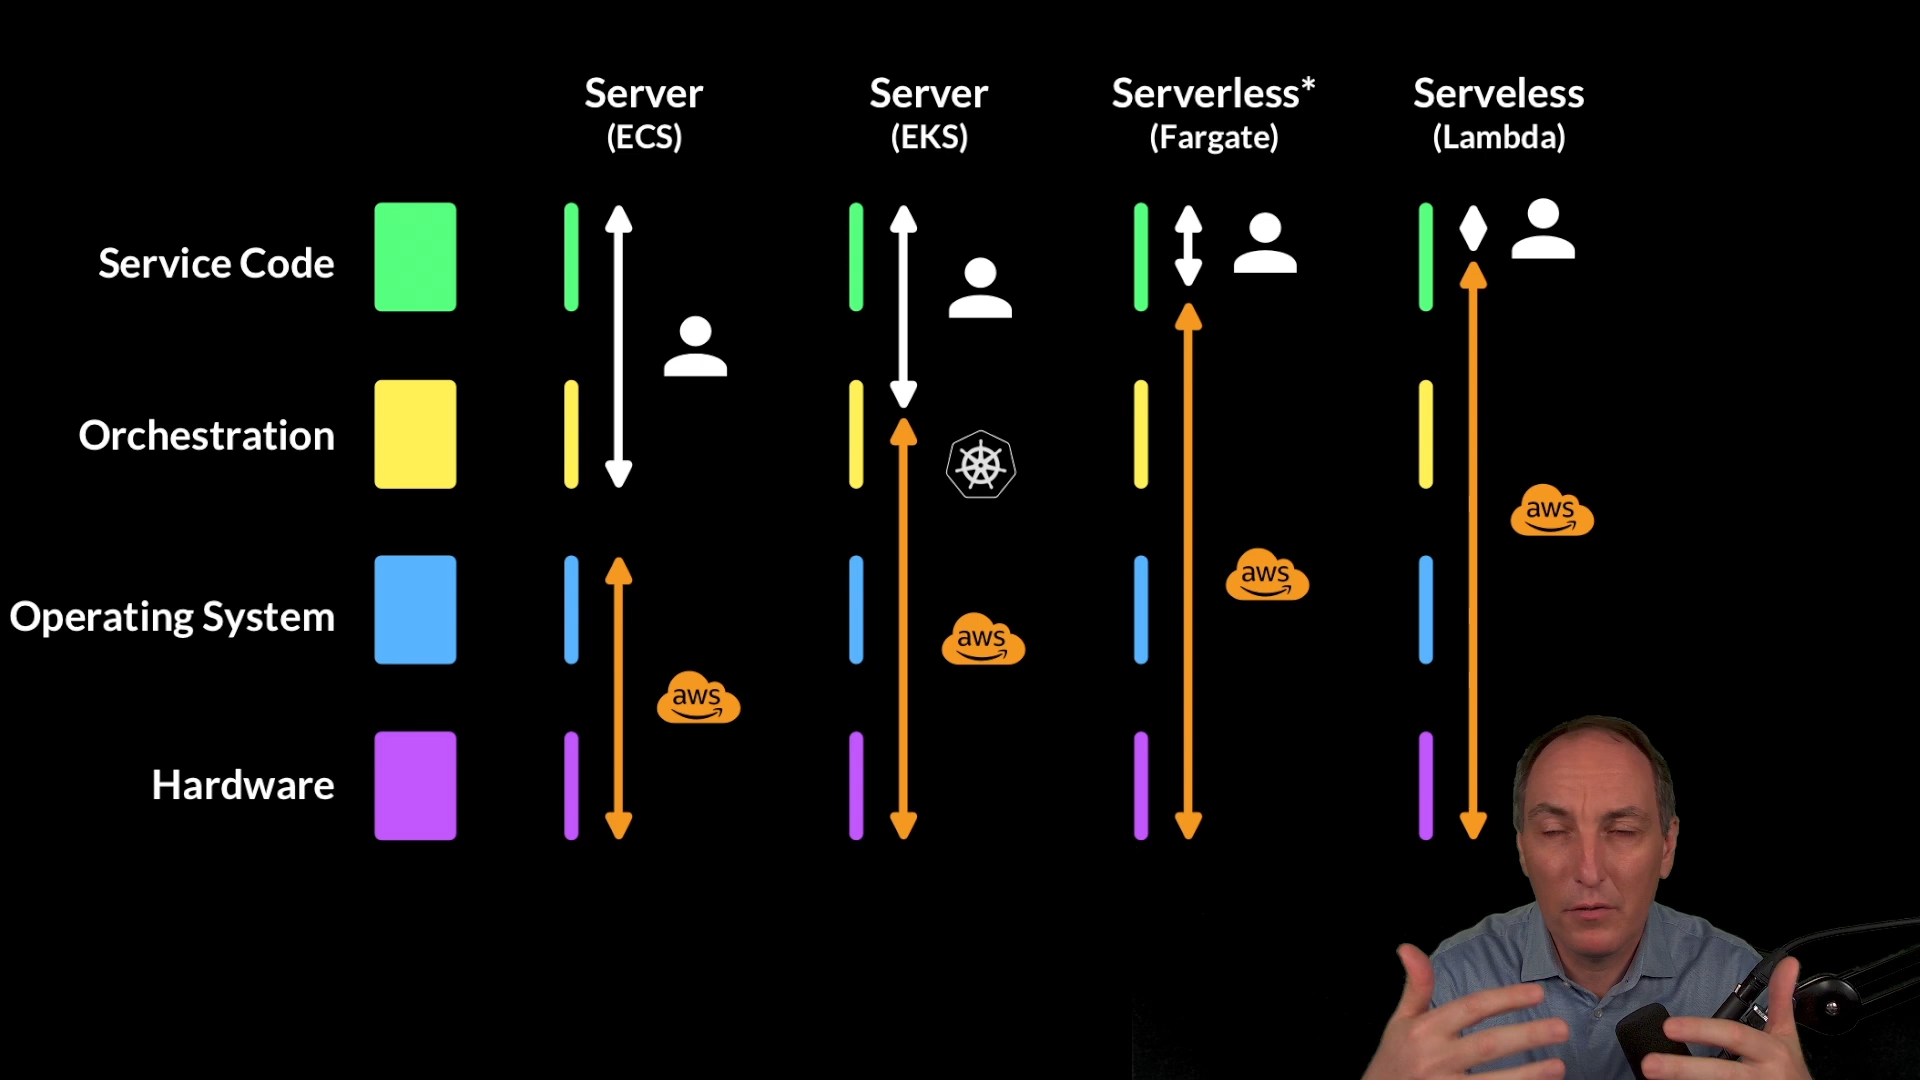 Server
(ECS)
Server
(EKS)
Serverless*
(Fargate)
Serveless
(Lambda)
Service Code
Orchestration
Operating System
Hardware
aws
aws
aws
aws